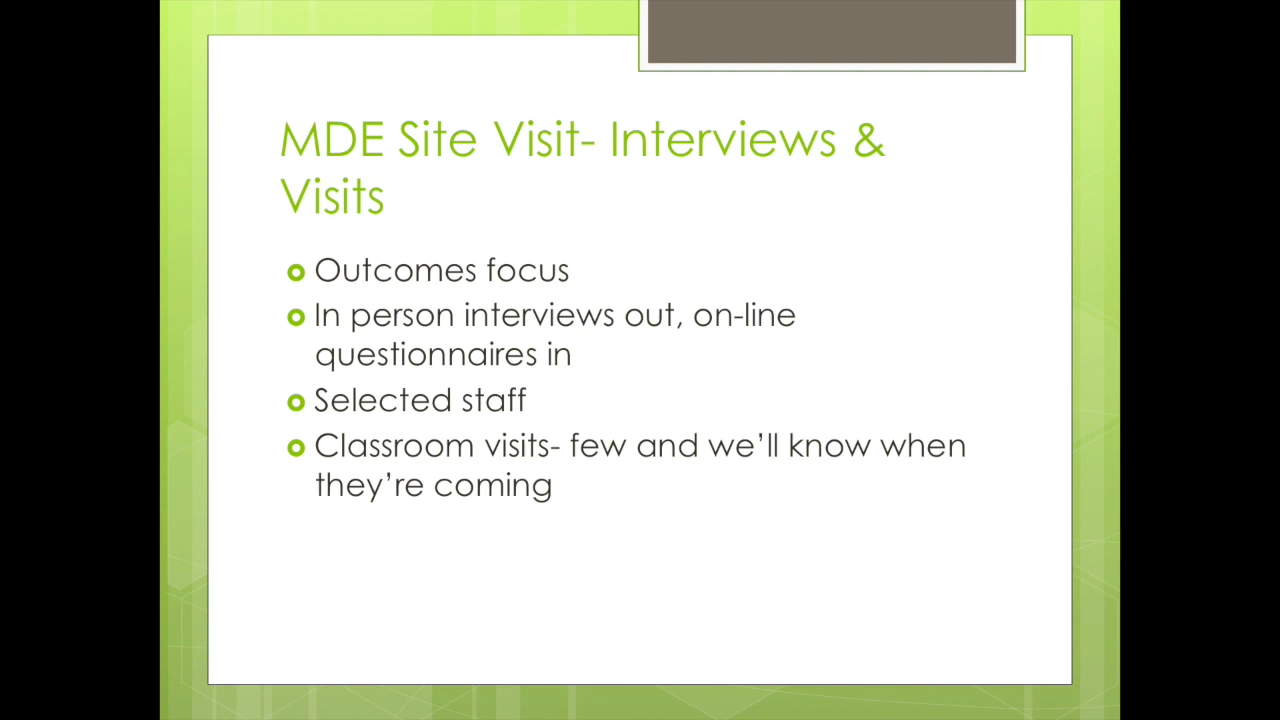 MDE Site Visit- Interviews &
Visits
Outcomes focus
In person interviews out, on-line
questionnaires in
Selected staff
Classroom visits- few and we’ll know when
they’re coming